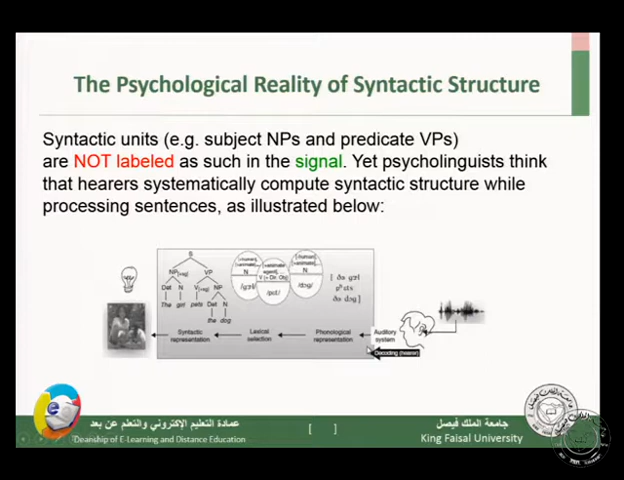 The Psychological Reality of Syntactic Structure
Syntactic units (e.g. subject NPs and predicate VPs)
are NOT labeled as such in the signal. Yet psycholinguists think
that hearers systematically compute syntactic structure while
processing sentences, as illustrated below:
S
NP VP
Det N V NP
The girl pets Det N
the dog
N
N
N
/pɛt/
/dɔg/
Syntactic representation
Lexical selection
Phonological representation
Auditory system
Decoding (hearer)
عمادة التعليم الإلكتروني والتعلم عن بعد
Deanship of E-Learning and Distance Education
[ ]
جامعة الملك فيصل
King Faisal University